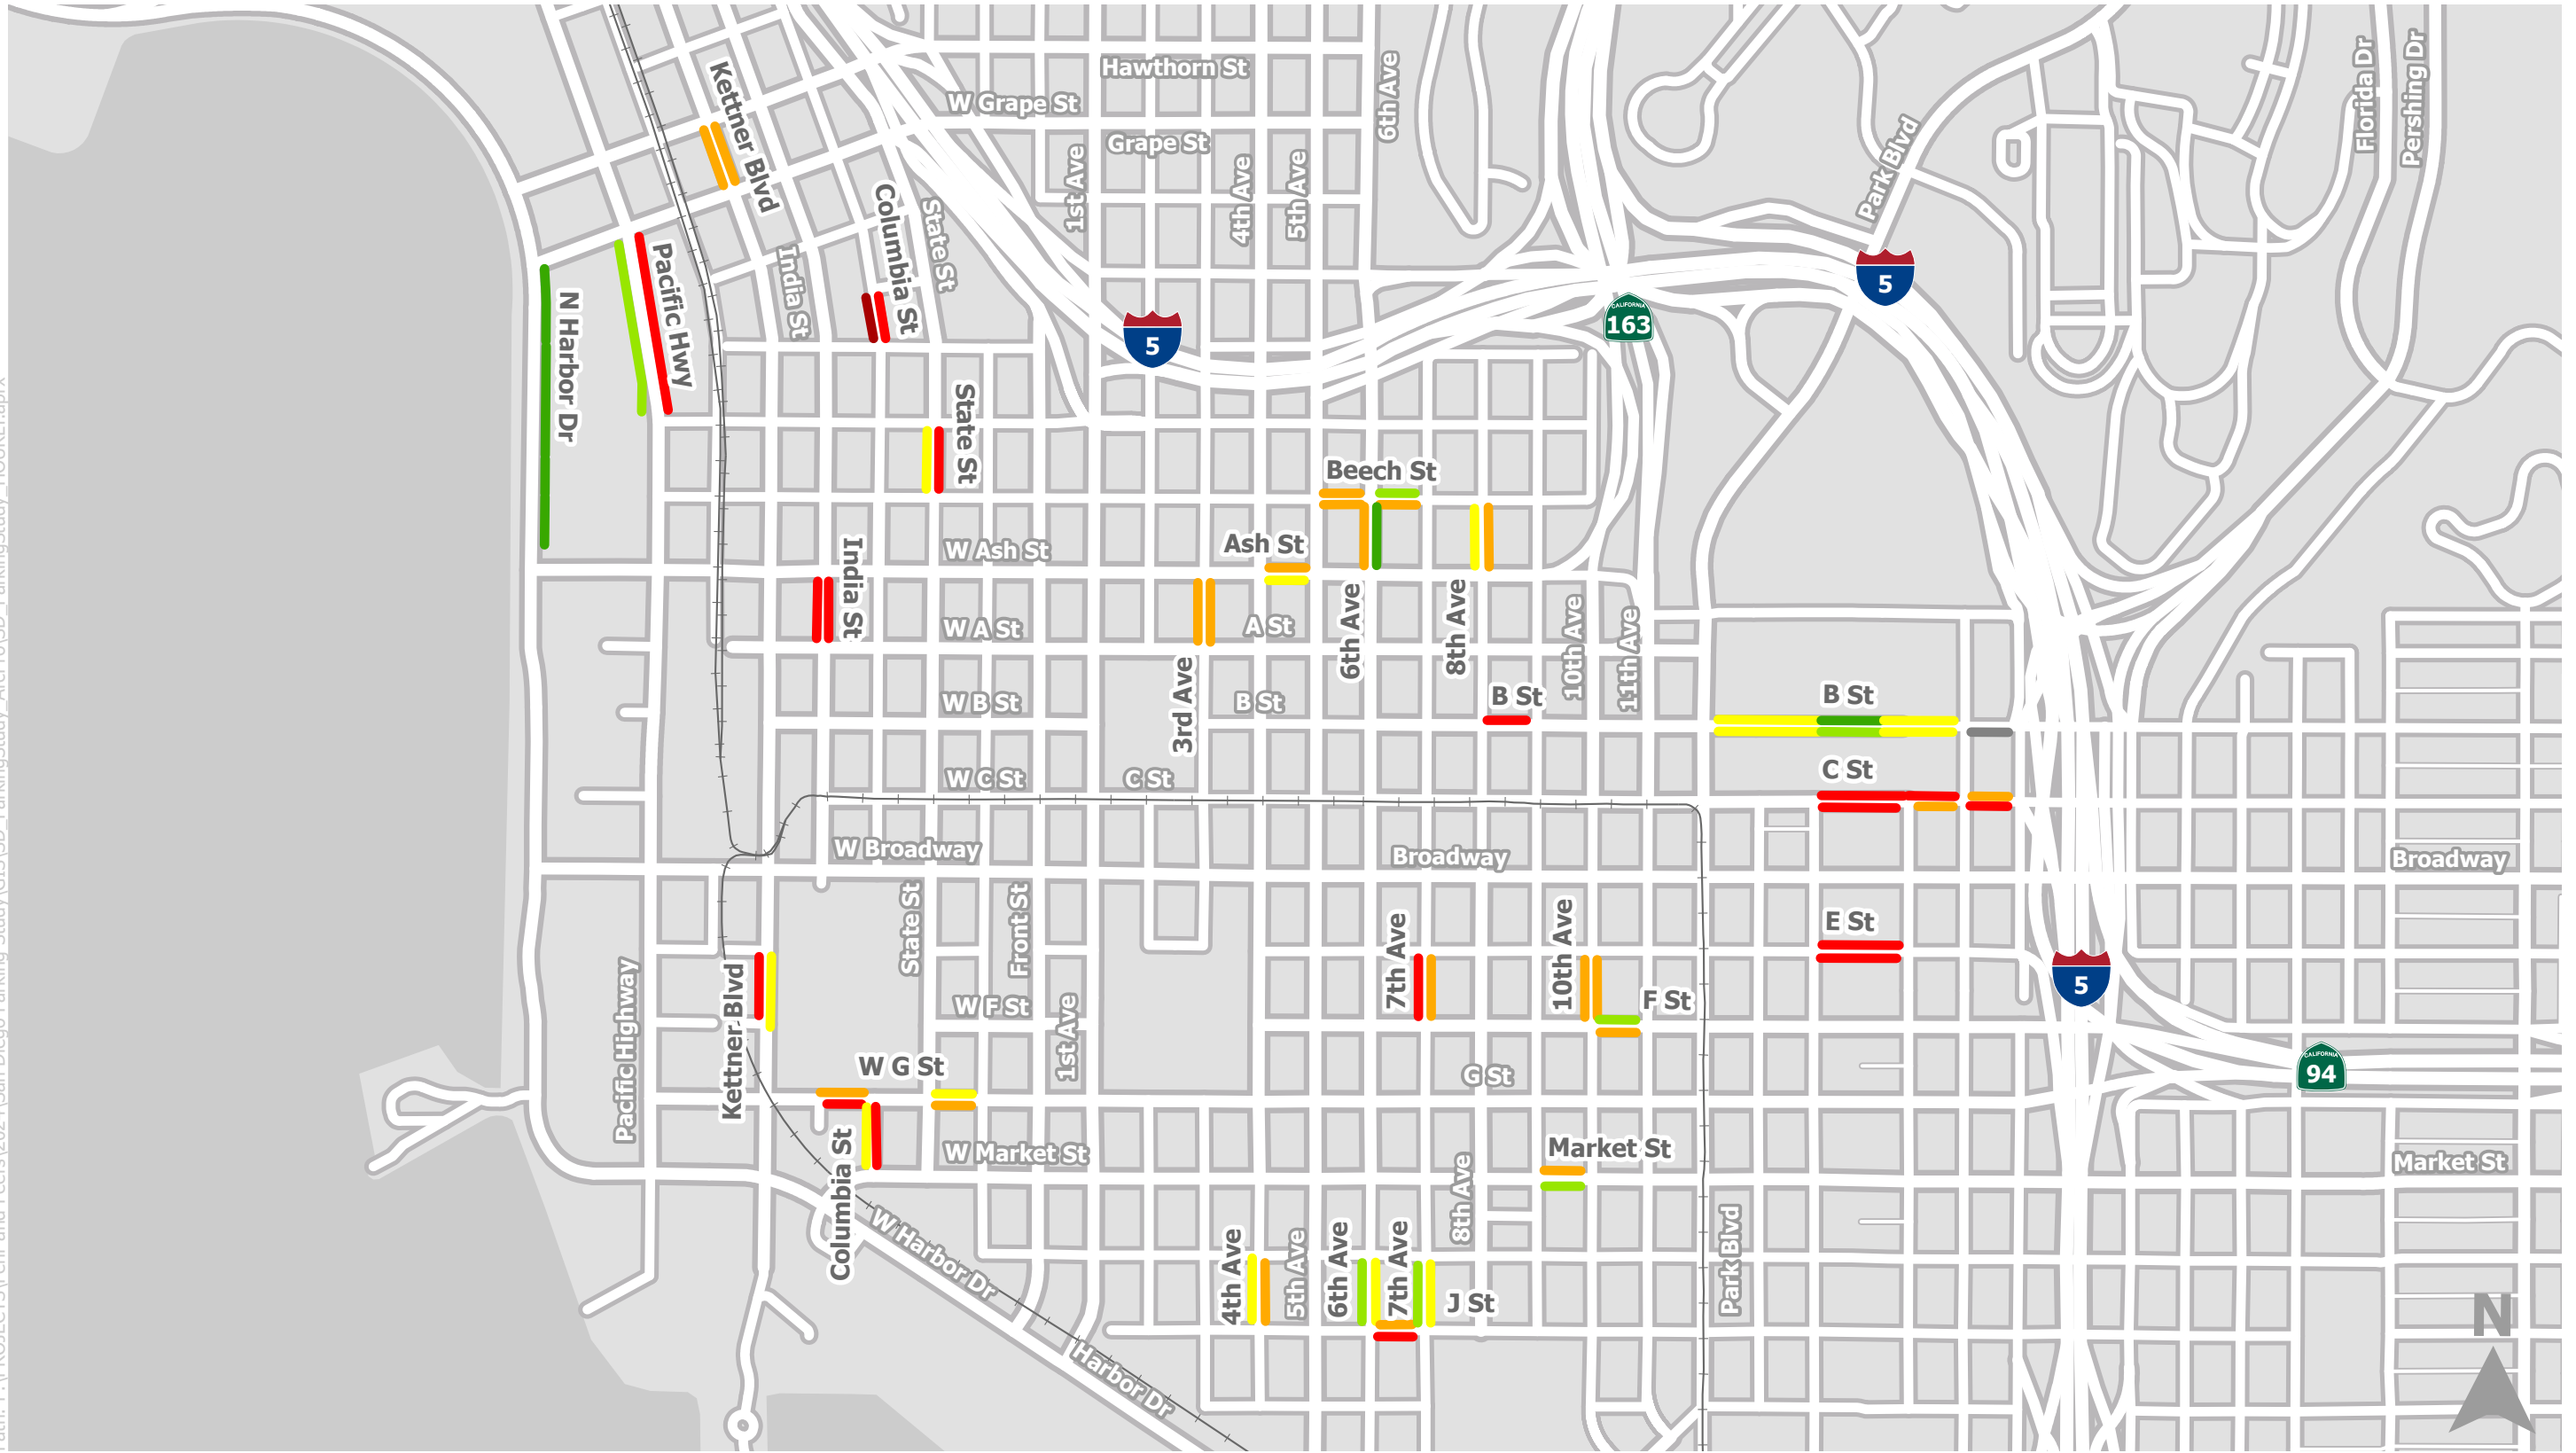 Hawthorn St
W Grape St
Grape St
6th Ave
Florida Dr
Pershing Dr
Kettner Blvd
1st Ave
4th Ave
5th Ave
Park Blvd
Columbia St
State St
India St
Pacific Hwy
N Harbor Dr
5
CALIFORNIA
163
5
State St
Beech St
Ash St
W Ash St
India St
W A St
A St
6th Ave
8th Ave
10th Ave
11th Ave
3rd Ave
W B St
B St
B St
B St
W C St
C St
C St
W Broadway
Broadway
Broadway
State St
Front St
7th Ave
10th Ave
E St
5
Pacific Highway
Kettner Blvd
W F St
1st Ave
F St
W G St
G St
CALIFORNIA
94
Columbia St
W Market St
Market St
Market St
8th Ave
W Harbor Dr
4th Ave
5th Ave
6th Ave
7th Ave
J St
Park Blvd
Harbor Dr
N